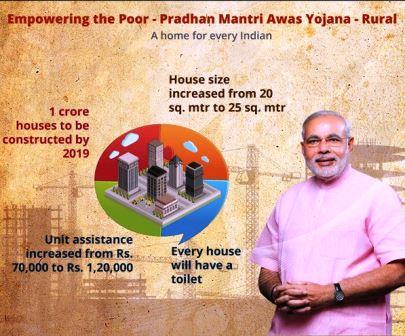 Empowering the Poor - Pradhan Mantri Awas Yojana - Rural
A home for every Indian
House size
increased from 20
sq. mtr to 25 sq. mtr
1 crore
houses to be
constructed by
2019
Unit assistance
increased from Rs.
70,000 to Rs. 1,20,000
Every house
will have a
toilet